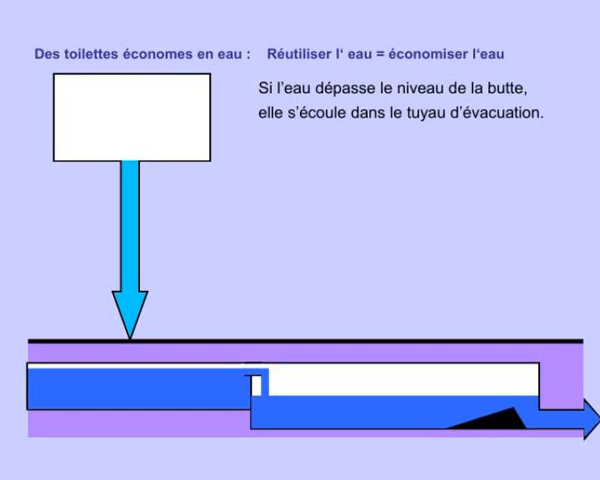 Des toilettes économes en eau : Réutiliser l‘ eau = économiser l‘eau
Si l’eau dépasse le niveau de la butte,
elle s’écoule dans le tuyau d’évacuation.